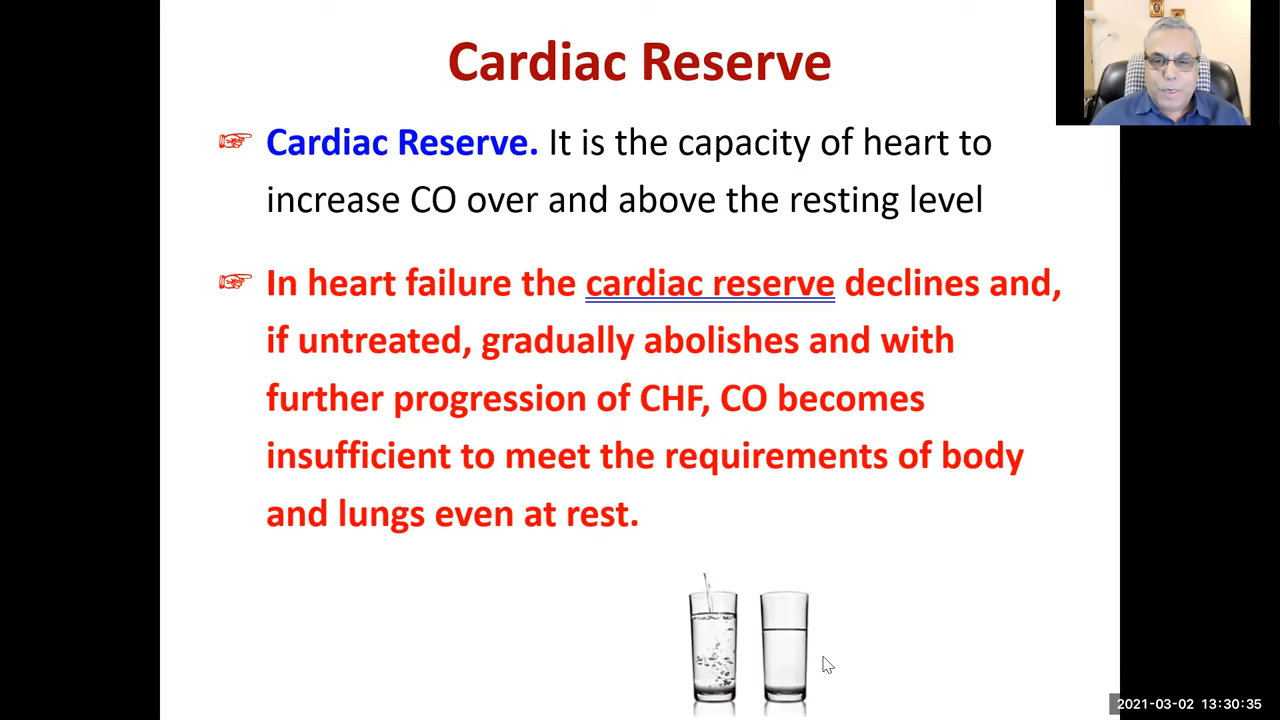 Cardiac Reserve
☞ Cardiac Reserve. It is the capacity of heart to
increase CO over and above the resting level
☞ In heart failure the cardiac reserve declines and,
if untreated, gradually abolishes and with
further progression of CHF, CO becomes
insufficient to meet the requirements of body
and lungs even at rest.
2021-03-02 13:30:35